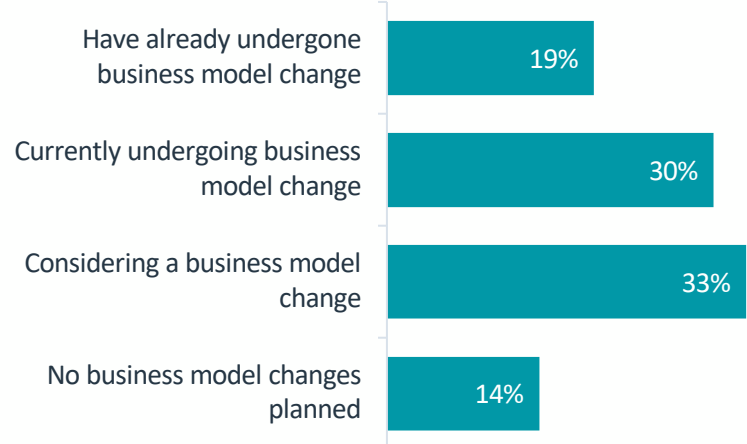 Have already undergone
business model change
19%
Currently undergoing business
model change
30%
Considering a business model
change
33%
No business model changes
planned
14%